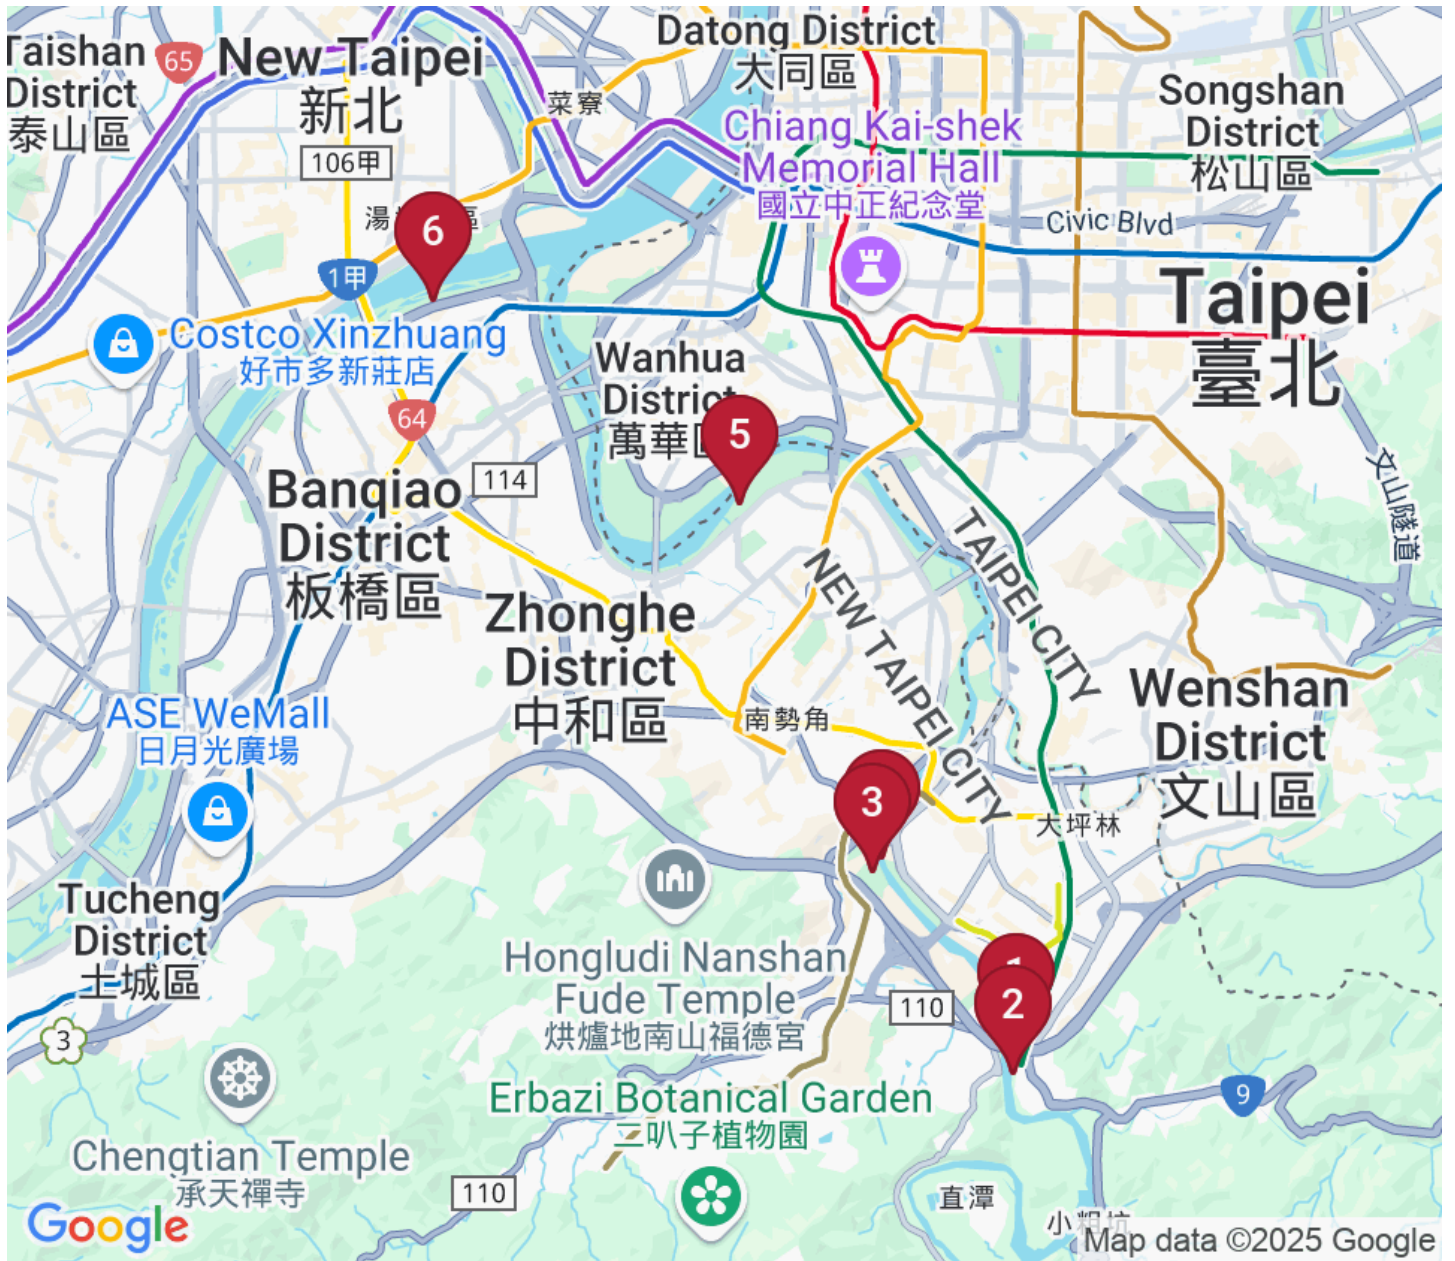 Taishan
District
泰山區
65
New Taipei
新北
106甲
菜寮
Datong District
大同區
Songshan
District
松山區
Chiang Kai-shek
Memorial Hall
國立中正紀念堂
Civic Blvd
6
1甲
Costco Xinzhuang
好市多新莊店
Taipei
臺北
Wanhua
District
萬華
5
64
114
Banqiao
District
板橋區
文山隧道
TAIPEI CITY
NEW TAIPEI CITY
Zhonghe
District
中和區
南勢角
Wenshan
District
文山區
ASE WeMall
日月光廣場
3
大坪林
Tucheng
District
土城區
Hongludi Nanshan
Fude Temple
烘爐地南山福德宮
110
1
2
3
Erbazi Botanical Garden
二叭子植物園
9
Chengtian Temple
承天禪寺
110
直潭
小粗坑
Google
Map data ©2025 Google